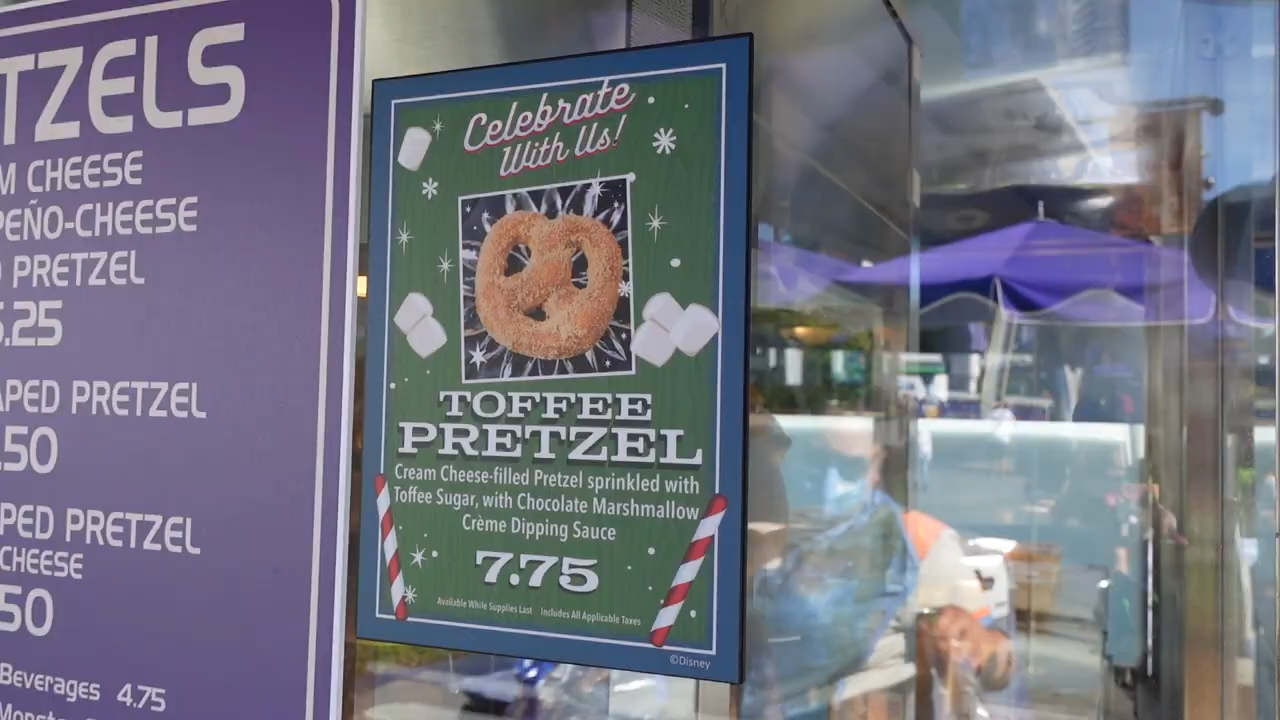 TZELS
M CHEESE
PEÑO-CHEESE
PRETZEL
.25
APED PRETZEL
.50
PED PRETZEL
CHEESE
50
Beverages 4.75
Celebrate
With Us!
TOFFEE
PRETZEL
Cream Cheese-filled Pretzel sprinkled with
Toffee Sugar, with Chocolate Marshmallow
Crème Dipping Sauce
7.75
Available While Supplies Last Includes All Applicable Taxes
©Disney